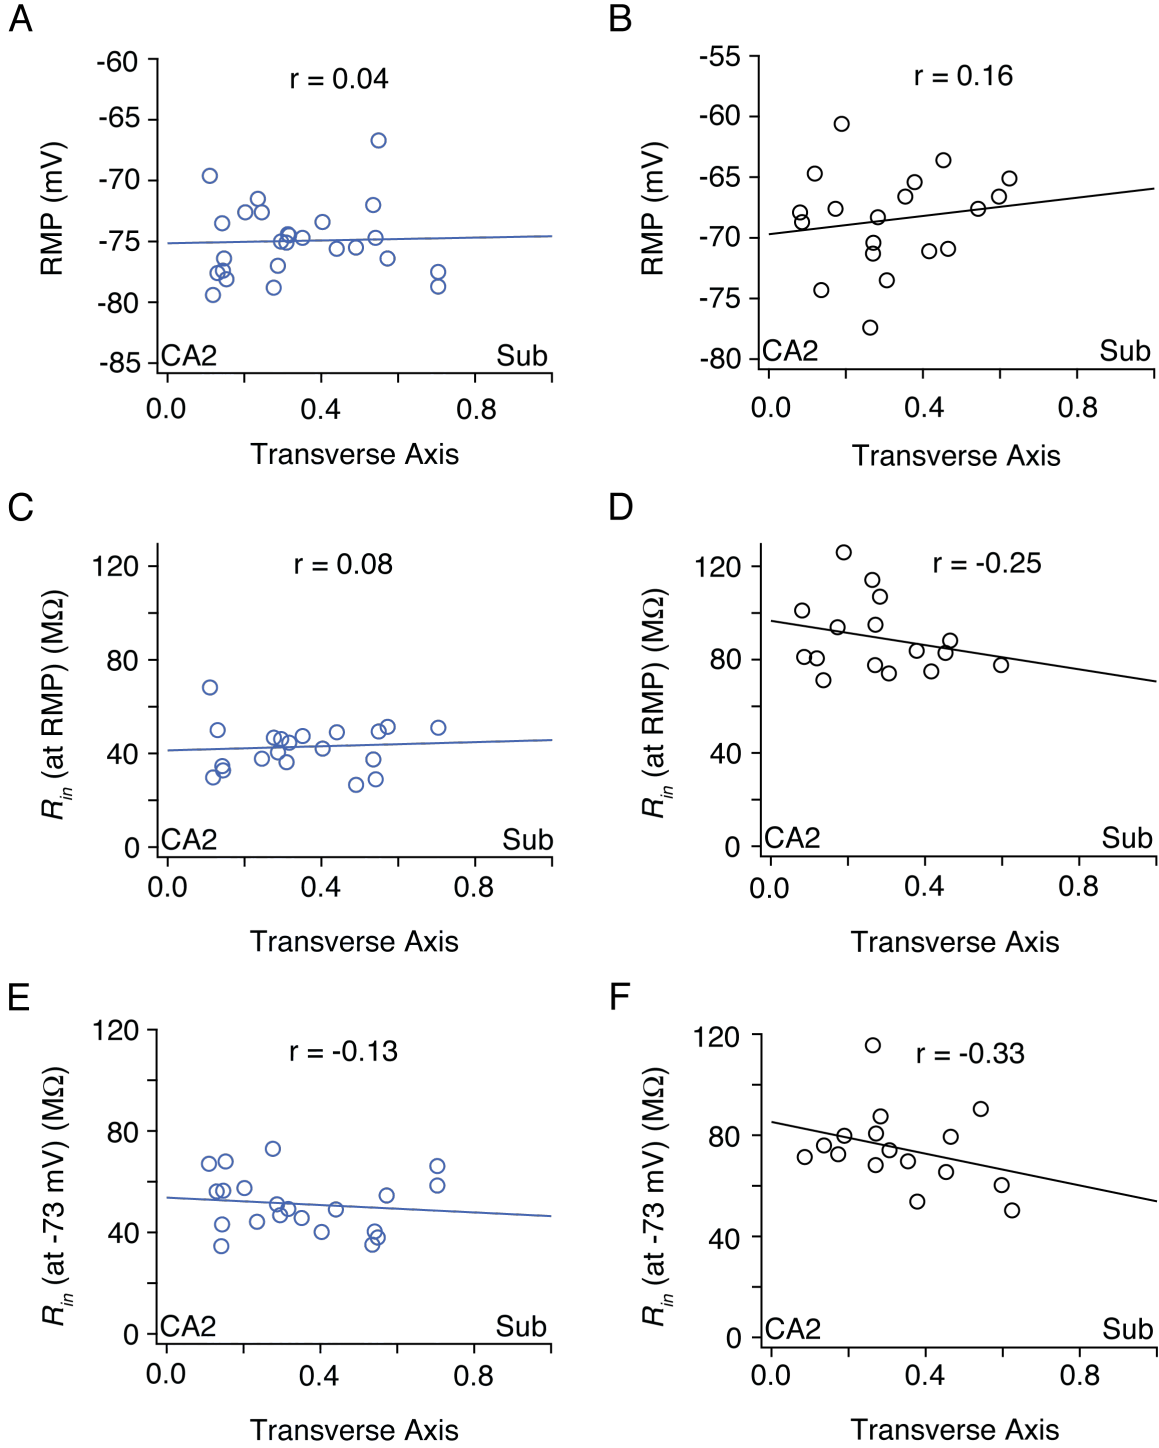 A
r = 0.04
RMP (mV)
-60
-65
-70
-75
-80
-85
CA2
Sub
0.0
0.4
0.8
Transverse Axis
B
r = 0.16
RMP (mV)
-55
-60
-65
-70
-75
-80
CA2
Sub
0.0
0.4
0.8
Transverse Axis
C
r = 0.08
Rin (at RMP) (MΩ)
120
80
40
0
CA2
Sub
0.0
0.4
0.8
Transverse Axis
D
r = -0.25
Rin (at RMP) (MΩ)
120
80
40
0
CA2
Sub
0.0
0.4
0.8
Transverse Axis
E
r = -0.13
Rin (at -73 mV) (MΩ)
120
80
40
0
CA2
Sub
0.0
0.4
0.8
Transverse Axis
F
r = -0.33
Rin (at -73 mV) (MΩ)
120
80
40
0
CA2
Sub
0.0
0.4
0.8
Transverse Axis